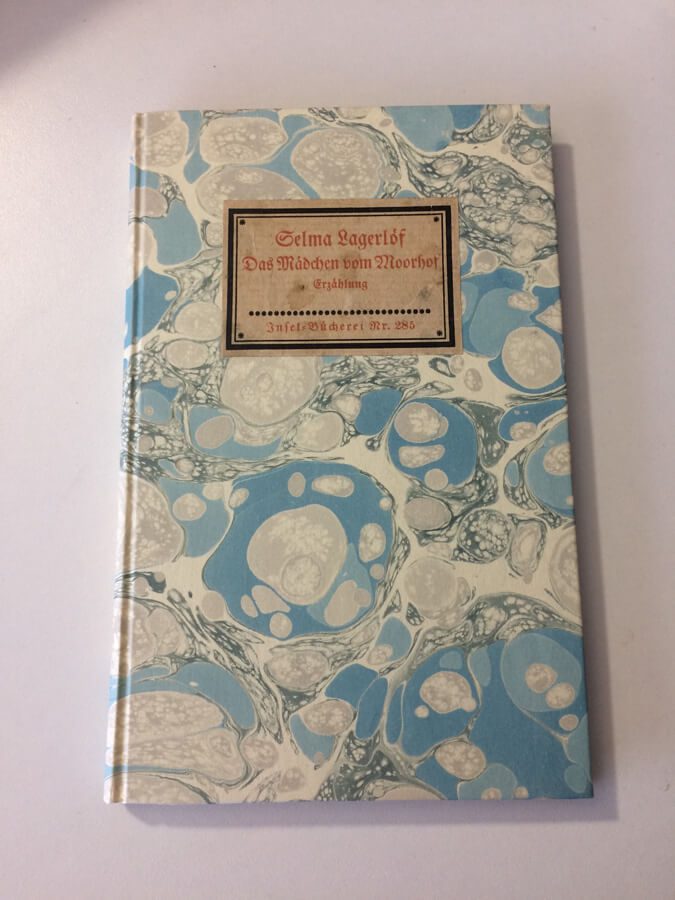 Selma Lagerlöf
Das Mädchen vom Moorhof
Erzählung
Insel-Bücherei Nr. 285